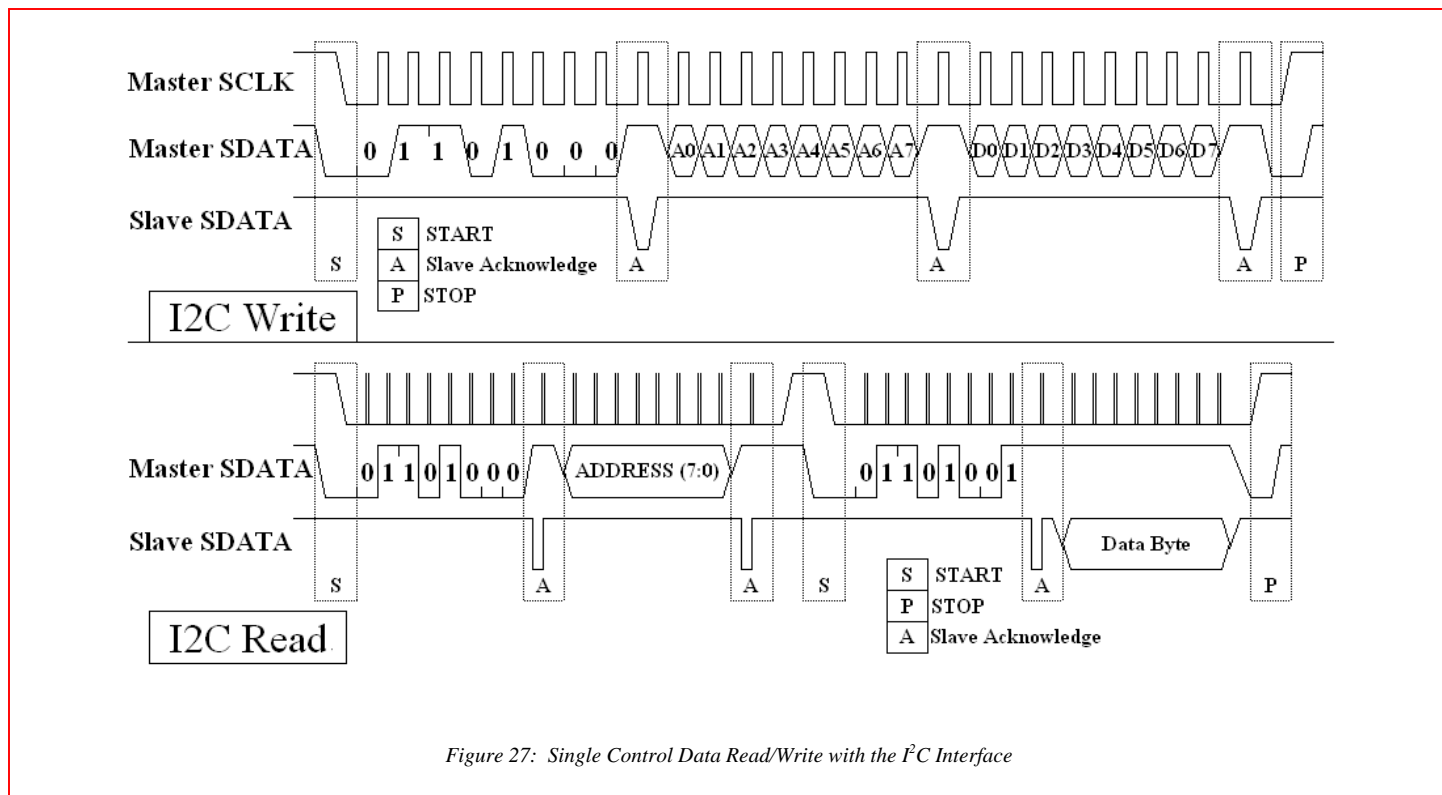 Master SCLK
Master SDATA 0 1 1 0 1 0 0 0 A0 A1 A2 A3 A4 A5 A6 A7 D0 D1 D2 D3 D4 D5 D6 D7
Slave SDATA
S START
A Slave Acknowledge
P STOP
S A A A P
I2C Write
Master SDATA 0 1 1 0 1 0 0 0 ADDRESS (7:0) 0 1 1 0 1 0 0 1
Slave SDATA Data Byte
S A A S A P
S START
P STOP
A Slave Acknowledge
I2C Read
Figure 27: Single Control Data Read/Write with the I²C Interface